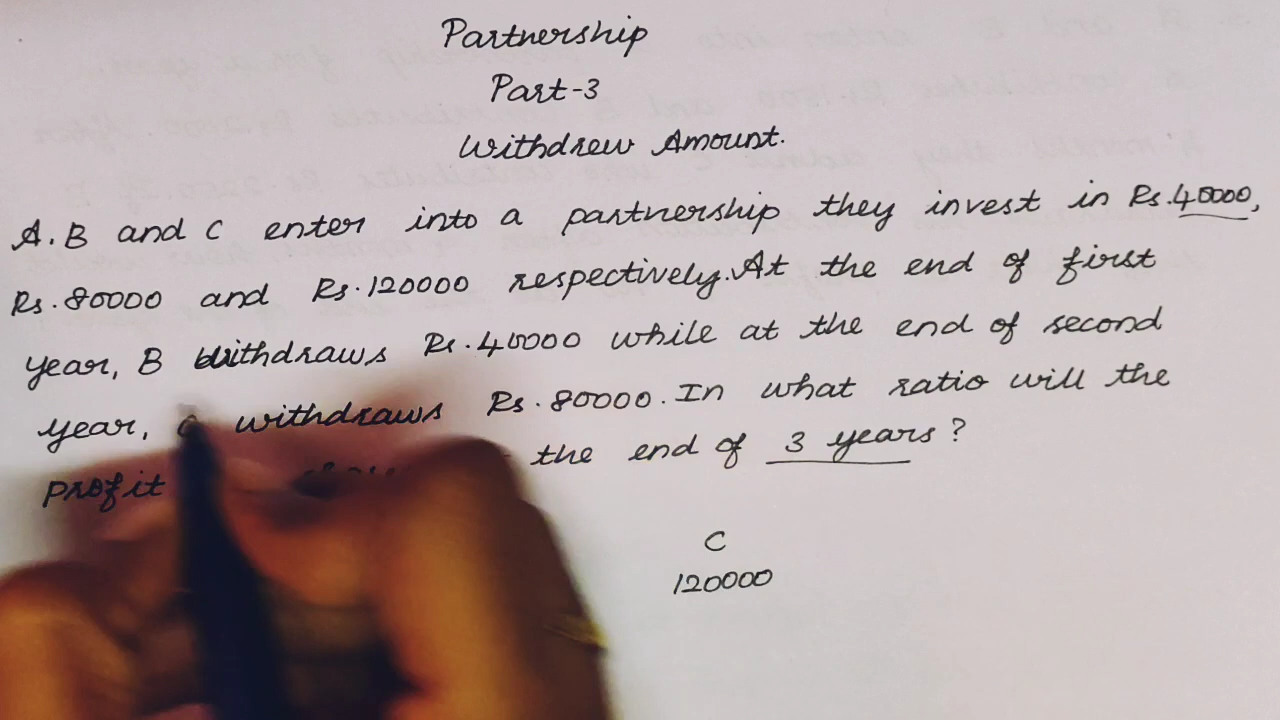 Partnership
Part-3
Withdrew Amount.
A.B and C enter into a partnership they invest in Rs.40000,
Rs.80000 and Rs.120000 respectively.At the end of first
year, B withdraws Rs.40000 while at the end of second
year, withdraws Rs.80000.In what ratio will the
profit the end of 3 years?
C
120000